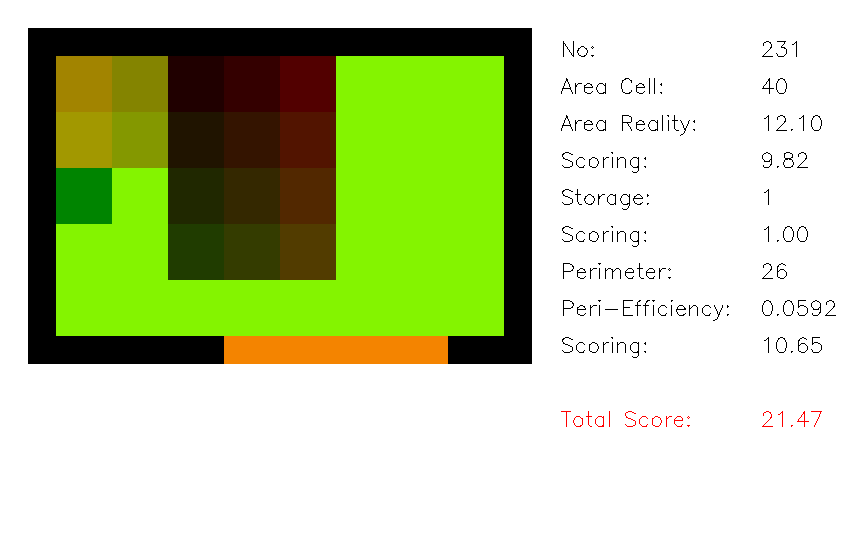 No: 231
Area Cell: 40
Area Reality: 12.10
Scoring: 9.82
Storage: 1
Scoring: 1.00
Perimeter: 26
Peri-Efficiency: 0.0592
Scoring: 10.65
Total Score: 21.47